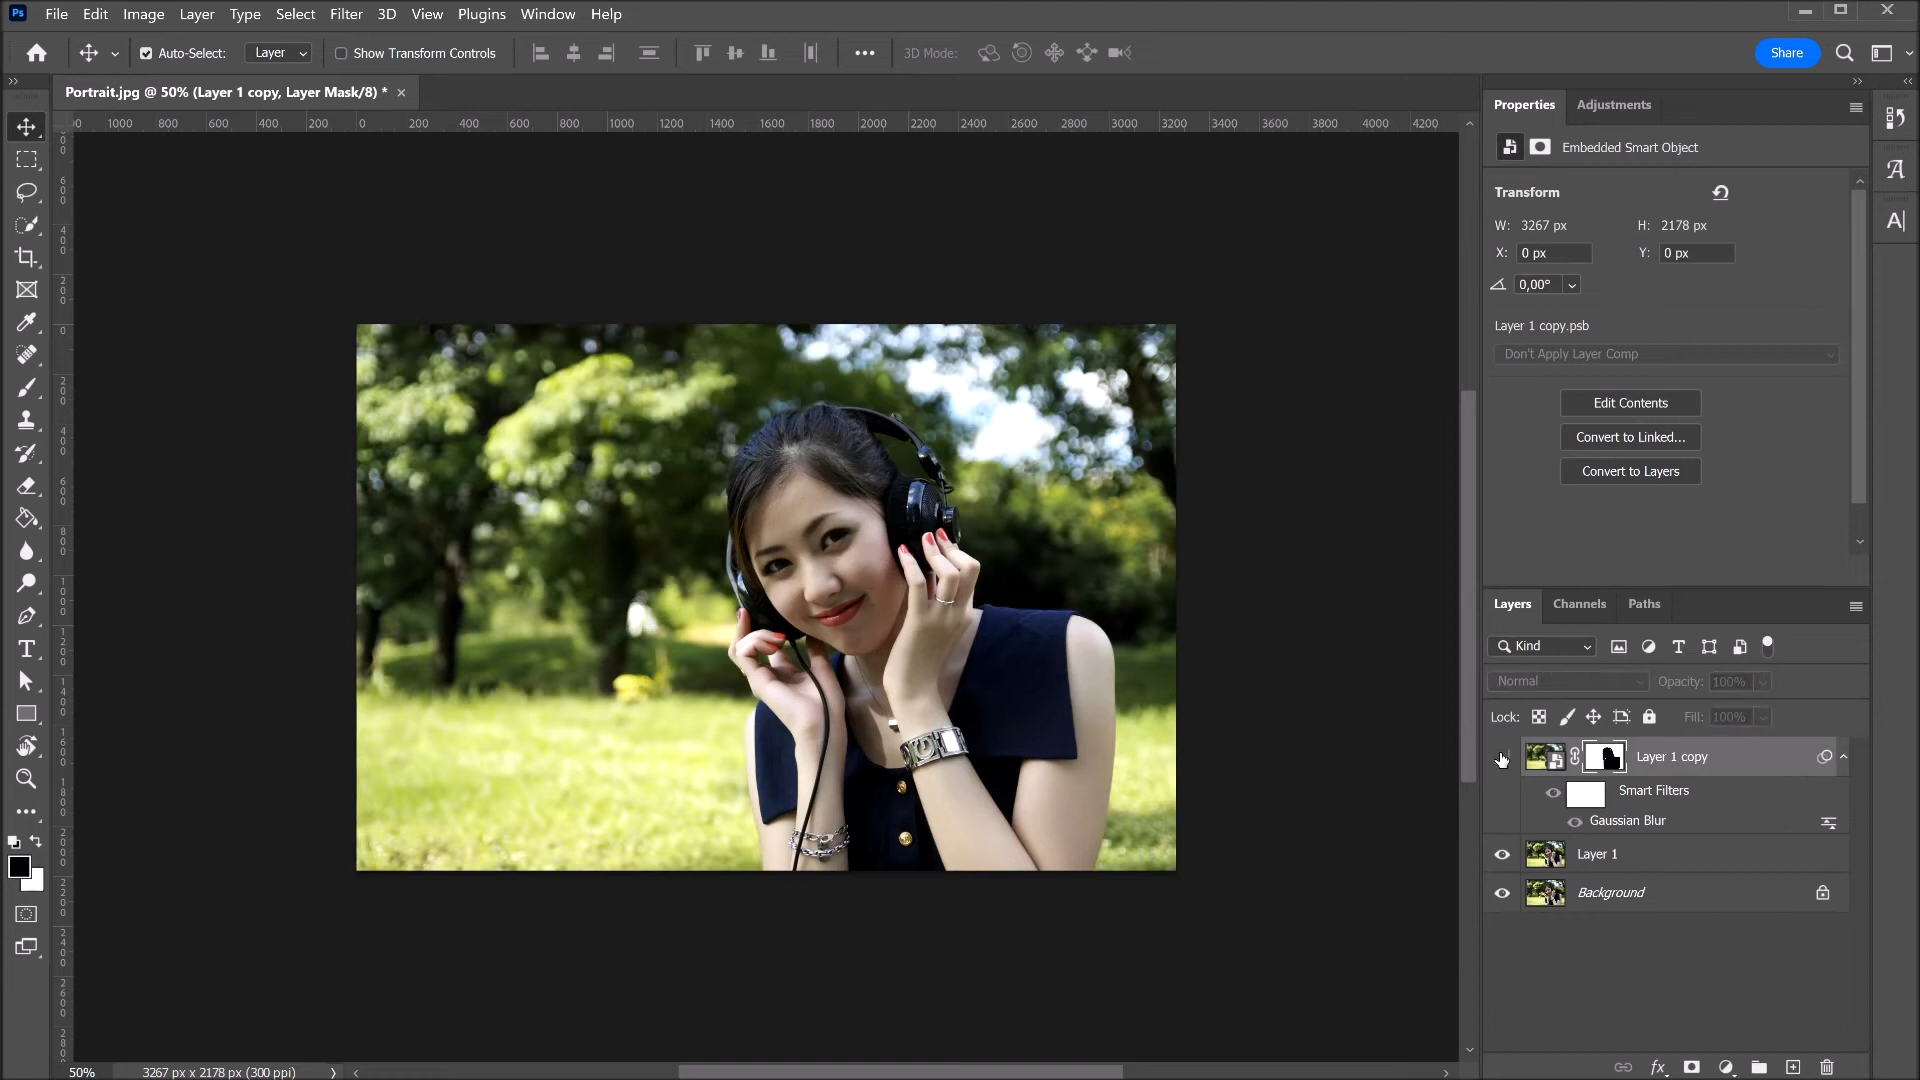 Ps File Edit Image Layer Type Select Filter 3D View Plugins Window Help
Auto-Select: Layer Show Transform Controls 3D Mode: Share
Portrait.jpg @ 50% (Layer 1 copy, Layer Mask/8) *
1000 800 600 400 200 0 200 400 600 800 1000 1200 1400 1600 1800 2000 2200 2400 2600 2800 3000 3200 3400 3600 3800 4000 4200
Properties Adjustments
Embedded Smart Object
Transform
W: 3267 px H: 2178 px
X: 0 px Y: 0 px
0,00°
Layer 1 copy.psb
Don't Apply Layer Comp
Edit Contents
Convert to Linked...
Convert to Layers
Layers Channels Paths
Kind
Normal Opacity: 100%
Lock: Fill: 100%
Layer 1 copy
Smart Filters
Gaussian Blur
Layer 1
Background
50% 3267 px x 2178 px (300 ppi)